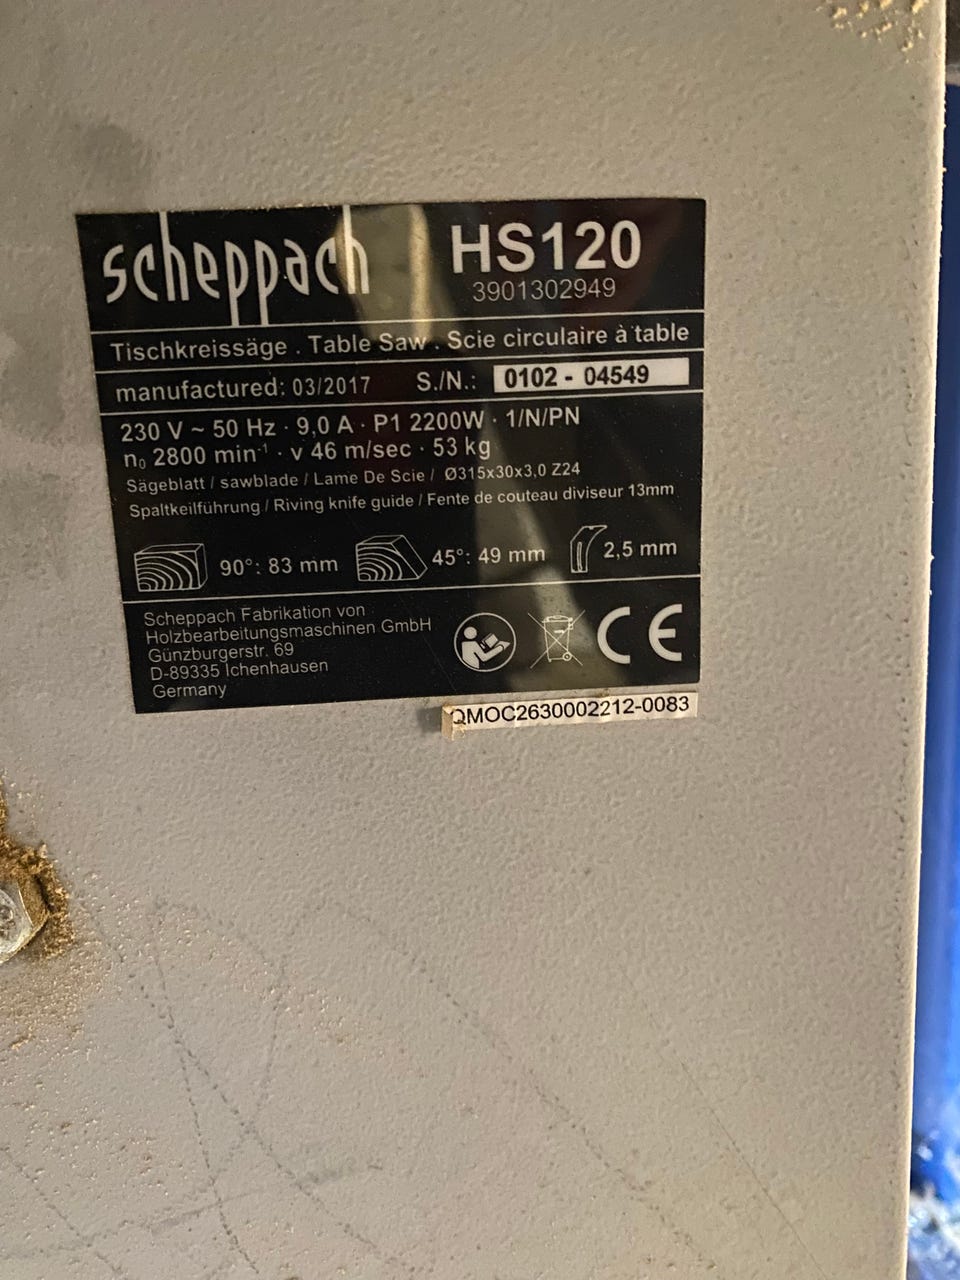 scheppach
HS120
3901302949
Tischkreissäge . Table Saw . Scie circulaire à table
manufactured: 03/2017 S./N.: 0102 - 04549
230 V ~ 50 Hz · 9,0 A · P1 2200W · 1/N/PN
n₀ 2800 min⁻¹ · v 46 m/sec · 53 kg
Sägeblatt / sawblade / Lame De Scie / Ø315x30x3,0 Z24
Spaltkeilführung / Riving knife guide / Fente de couteau diviseur 13mm
90°: 83 mm 45°: 49 mm 2,5 mm
Scheppach Fabrikation von
Holzbearbeitungsmaschinen GmbH
Günzburgerstr. 69
D-89335 Ichenhausen
Germany
CE
QMOC2630002212-0083